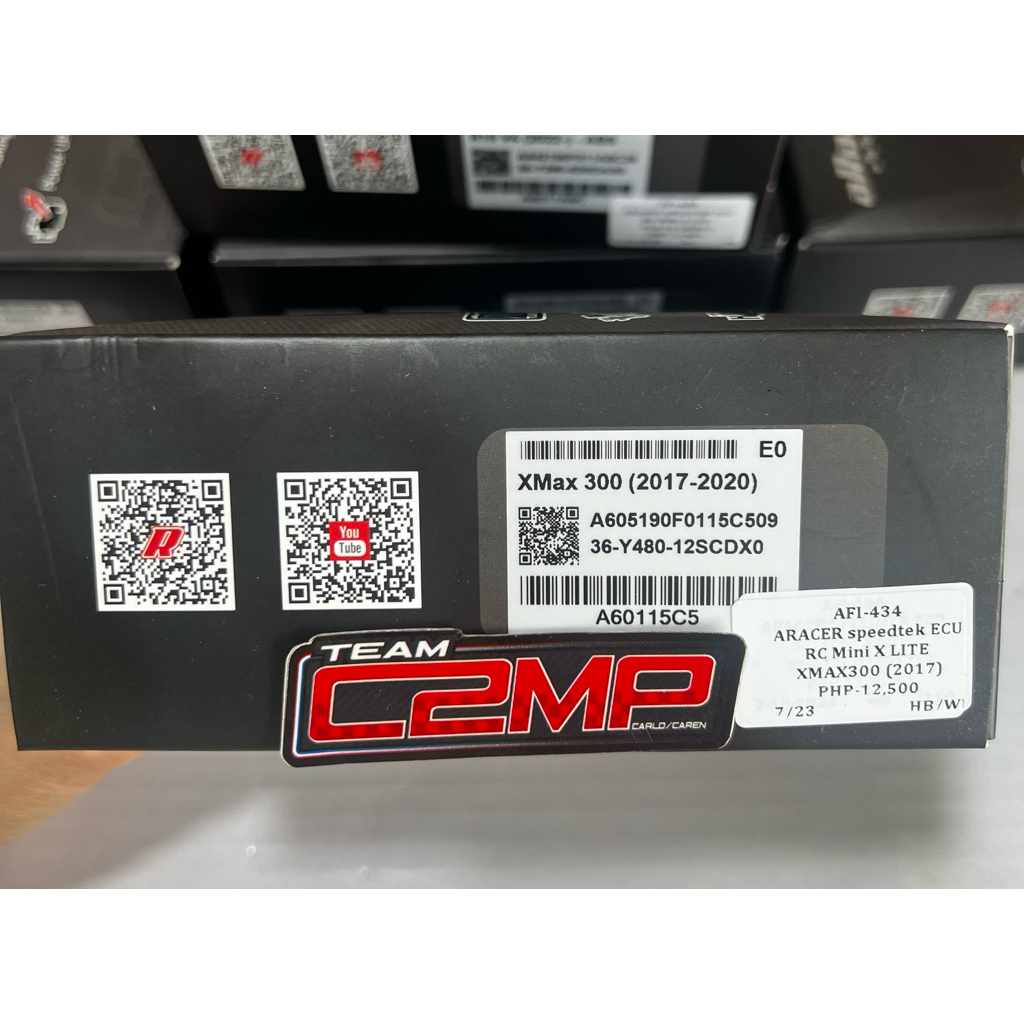 E0
XMax 300 (2017-2020)
A605190F0115C509
36-Y480-12SCDX0
A60115C5
R
You
Tube
TEAM
C2MP
CARLO/CAREN
AFI-434
ARACER speedtek ECU
RC Mini X LITE
XMAX300 (2017)
PHP-12,500
7/23 HB/W